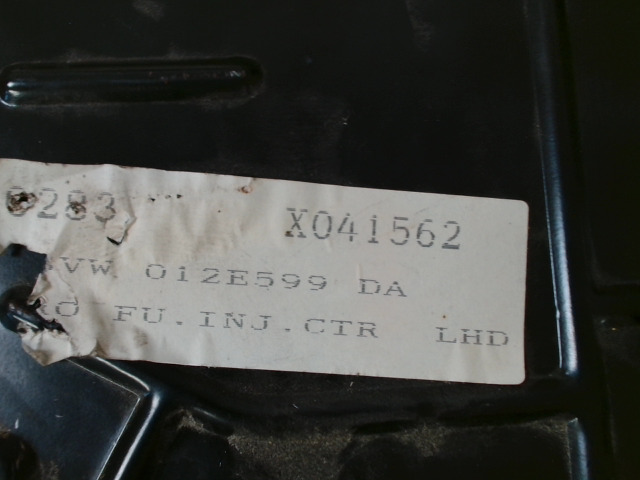 0283 X041562
VW 012E599 DA
FU.INJ.CTR LHD